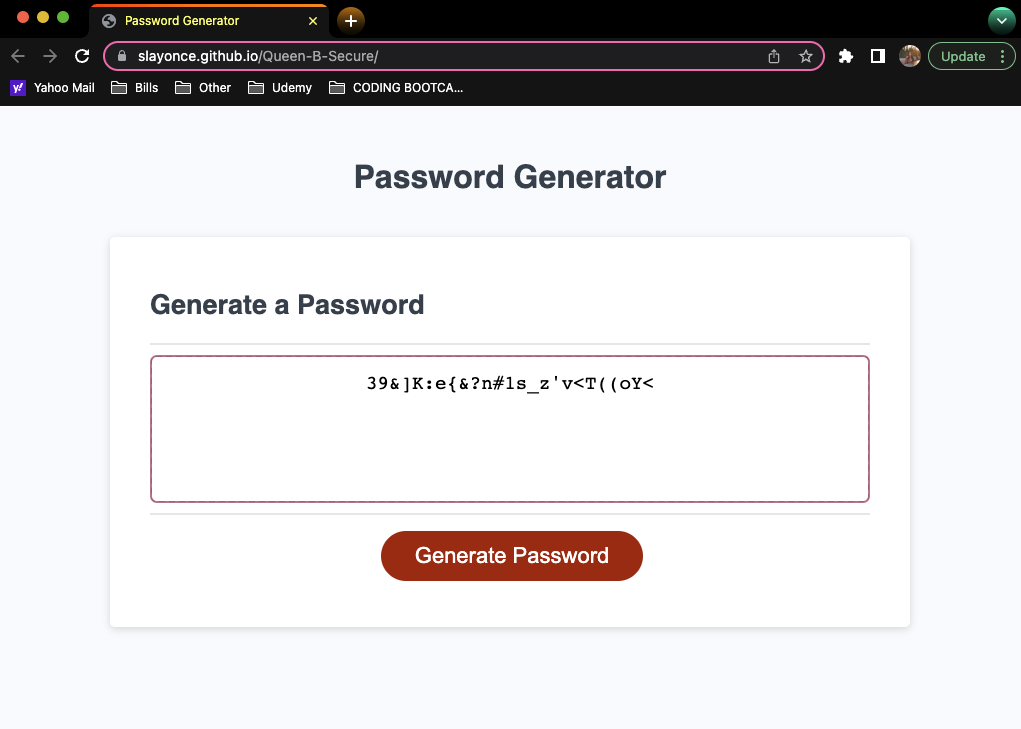 Password Generator
slayonce.github.io/Queen-B-Secure/
Update
y! Yahoo Mail Bills Other Udemy CODING BOOTCA...
Password Generator
Generate a Password
39&]K:e{&?n#1s_z'v<T((oY<
Generate Password